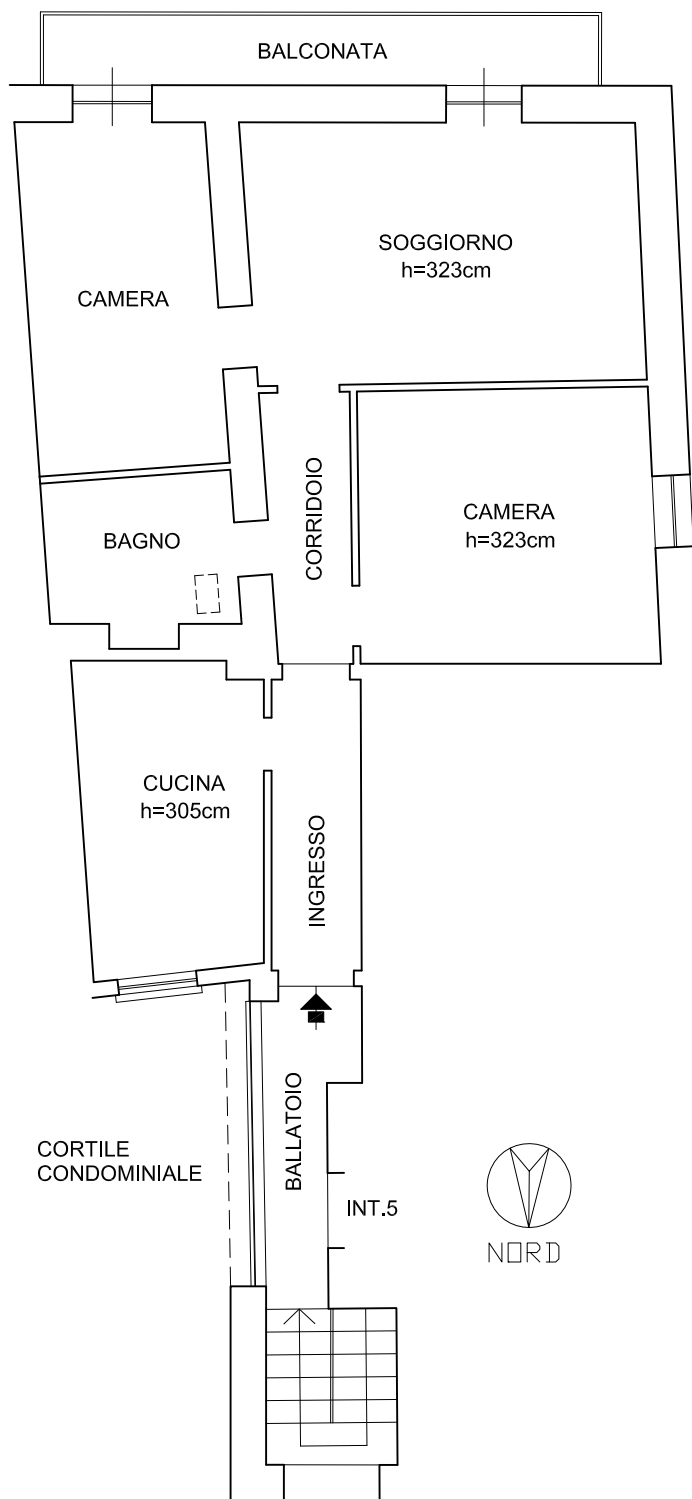 BALCONATA
SOGGIORNO
h=323cm
CAMERA
CORRIDOIO
CAMERA
h=323cm
BAGNO
CUCINA
h=305cm
INGRESSO
BALLATOIO
CORTILE
CONDOMINIALE
INT.5
NORD